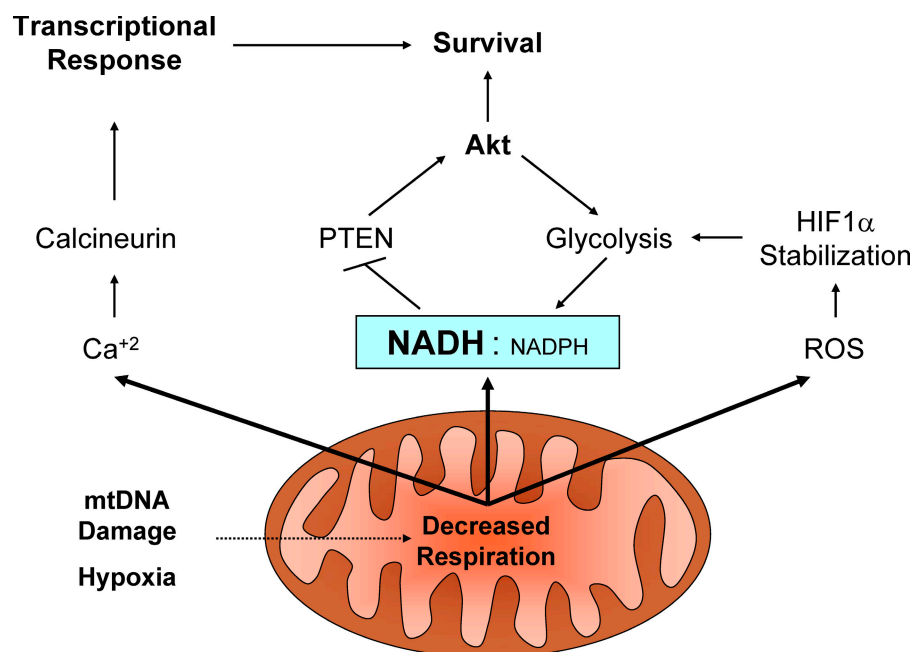 Transcriptional
Response
Survival
Akt
Calcineurin
PTEN
Glycolysis
HIF1α
Stabilization
Ca+2
NADH : NADPH
ROS
mtDNA
Damage
Hypoxia
Decreased
Respiration